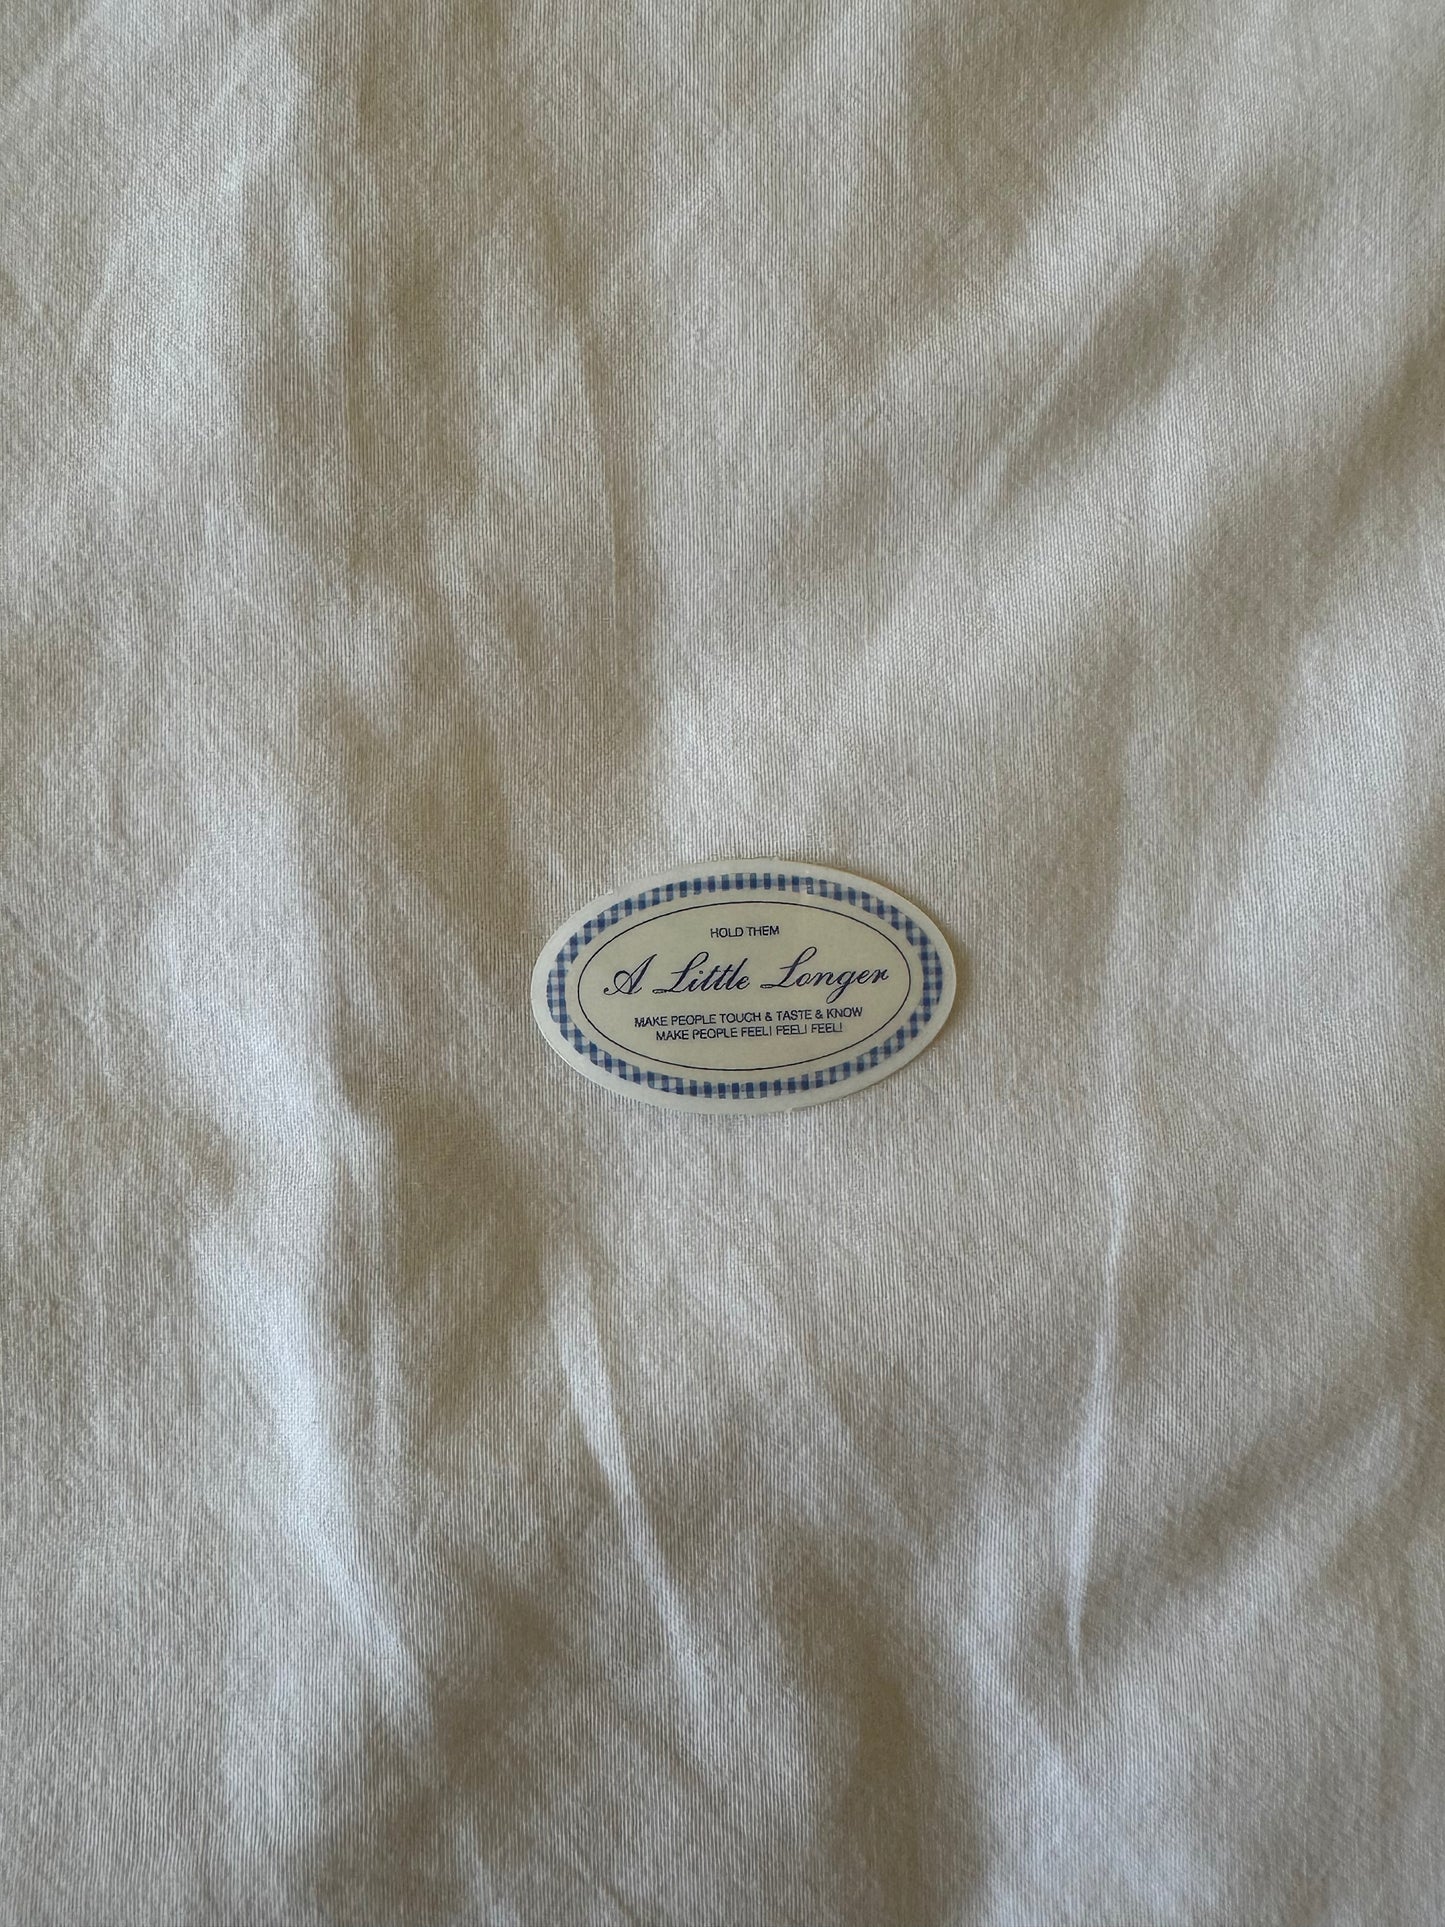 HOLD THEM
A Little Longer
MAKE PEOPLE TOUCH & TASTE & KNOW
MAKE PEOPLE FEEL! FEEL! FEEL!